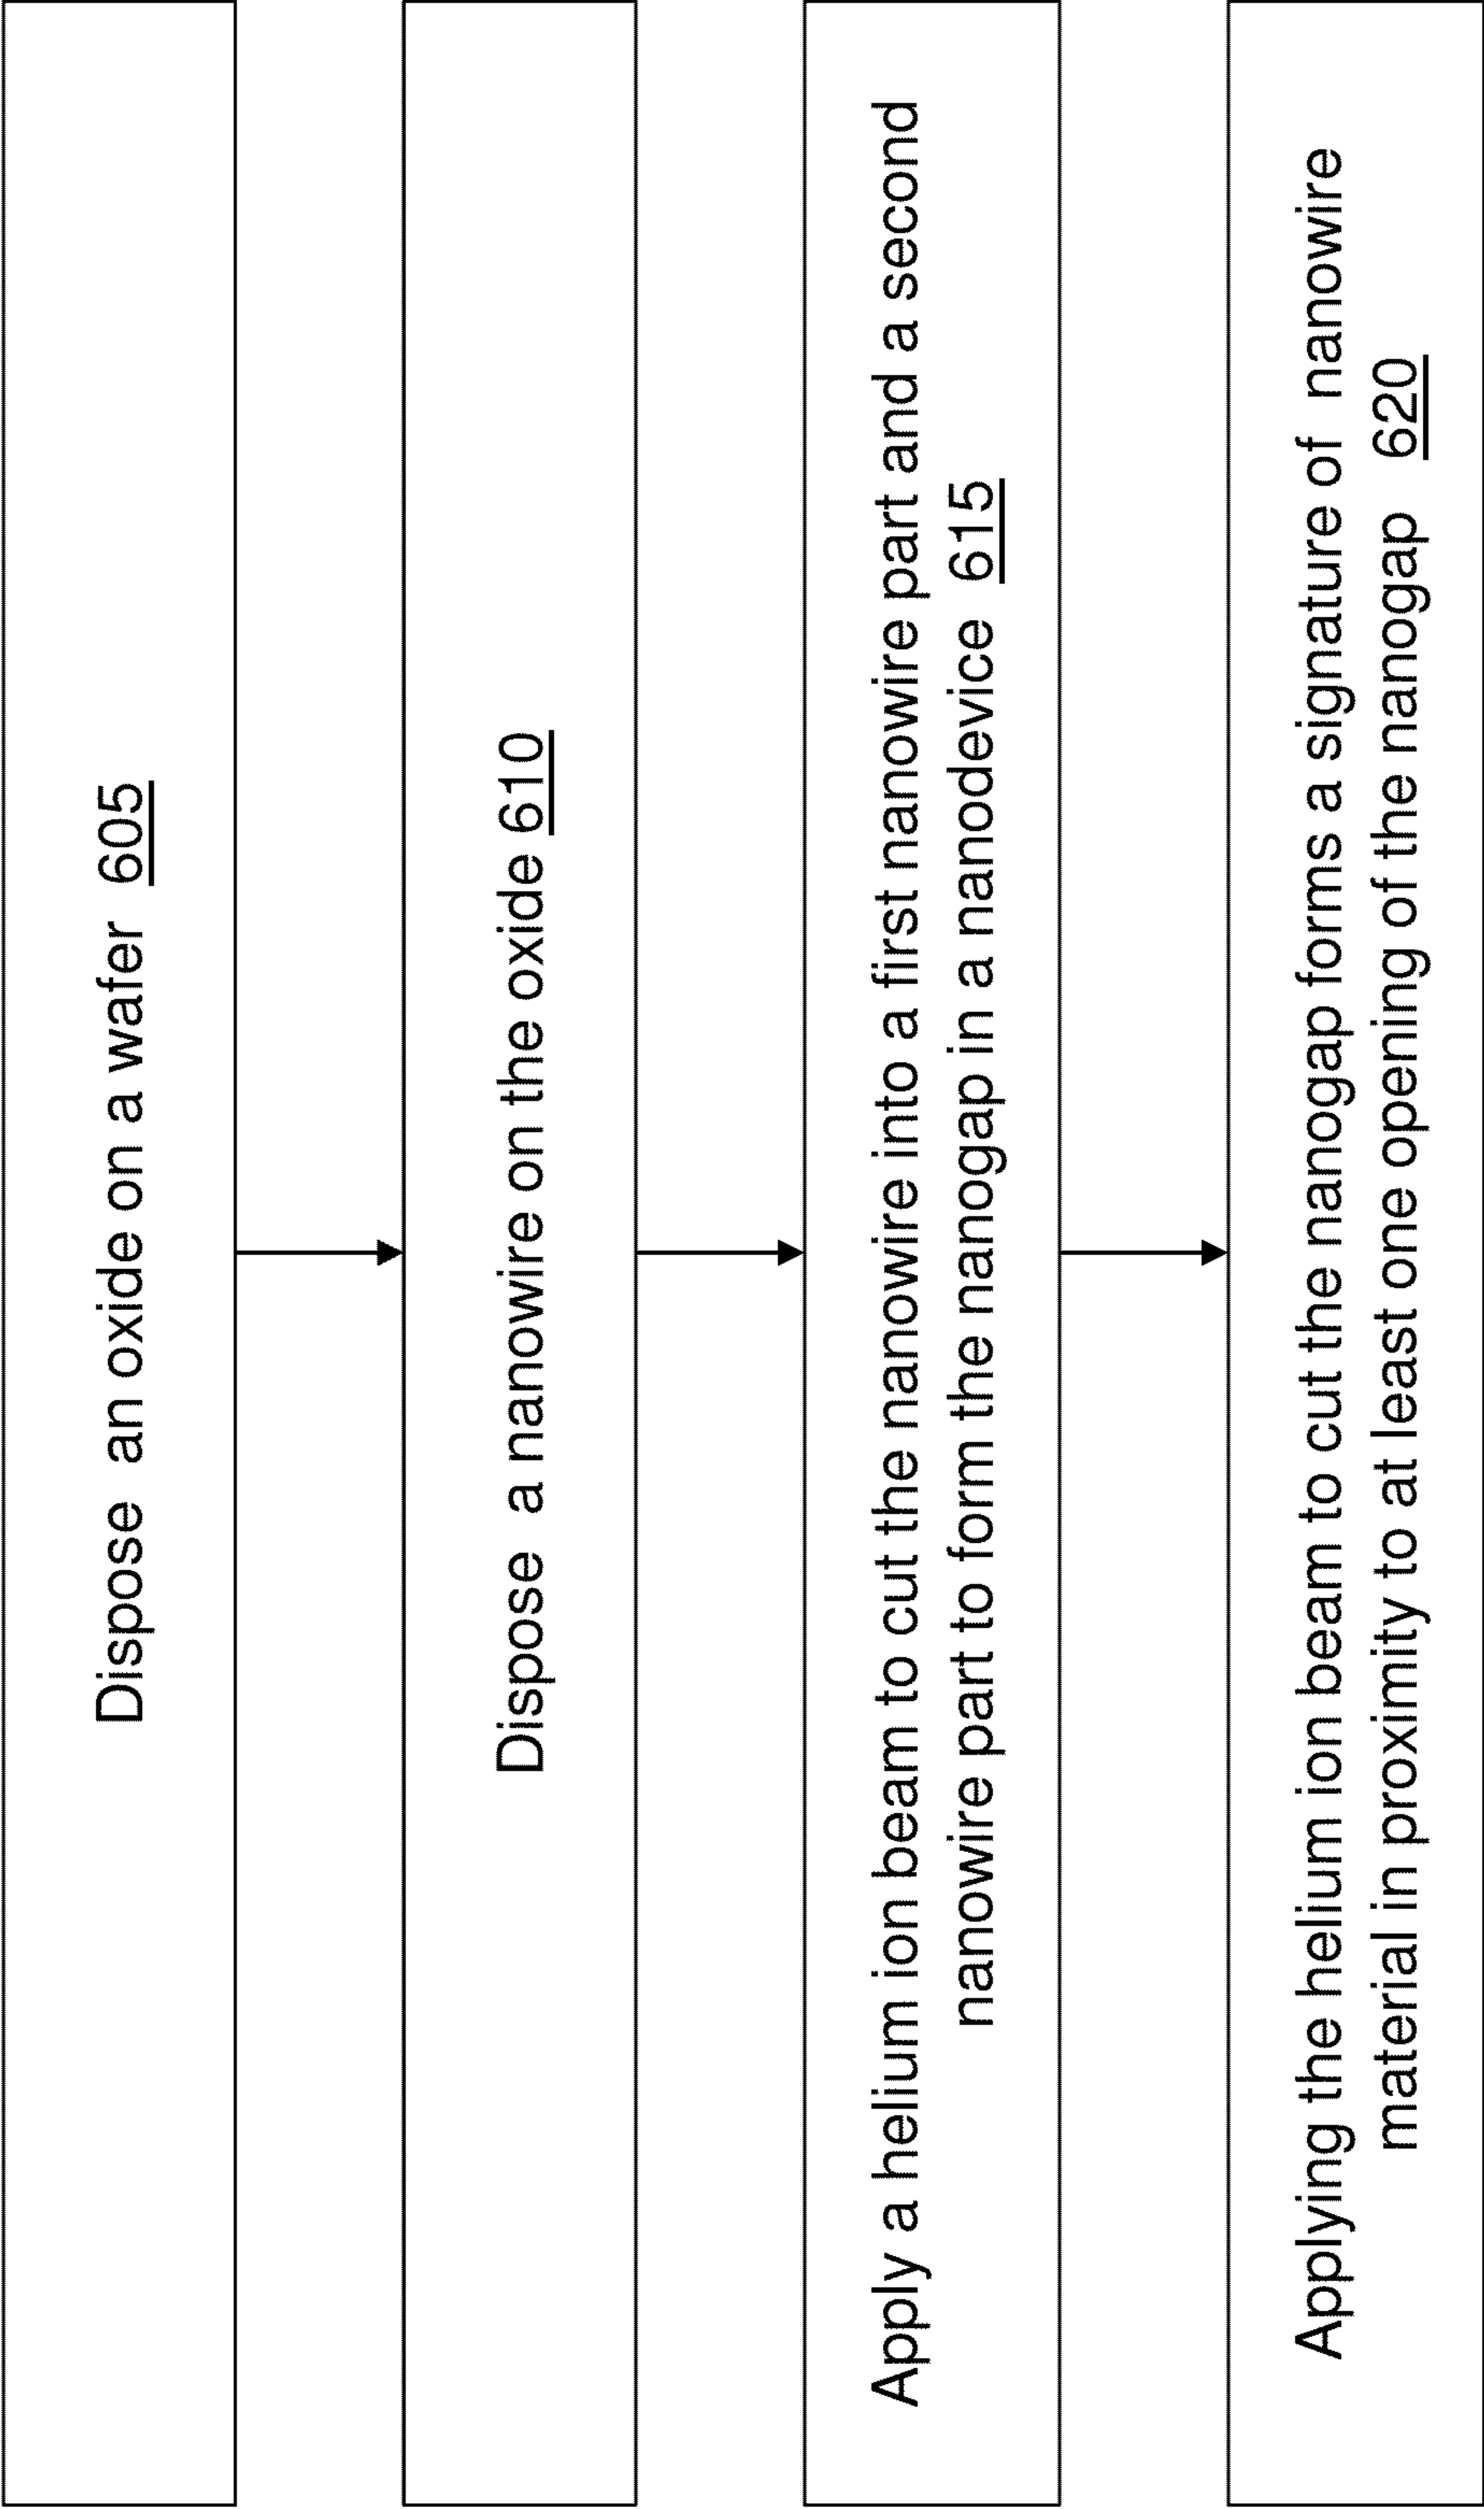 Dispose an oxide on a wafer 605
Dispose a nanowire on the oxide 610
Apply a helium ion beam to cut the nanowire into a first nanowire part and a second
nanowire part to form the nanogap in a nanodevice 615
Applying the helium ion beam to cut the nanogap forms a signature of nanowire
material in proximity to at least one opening of the nanogap 620